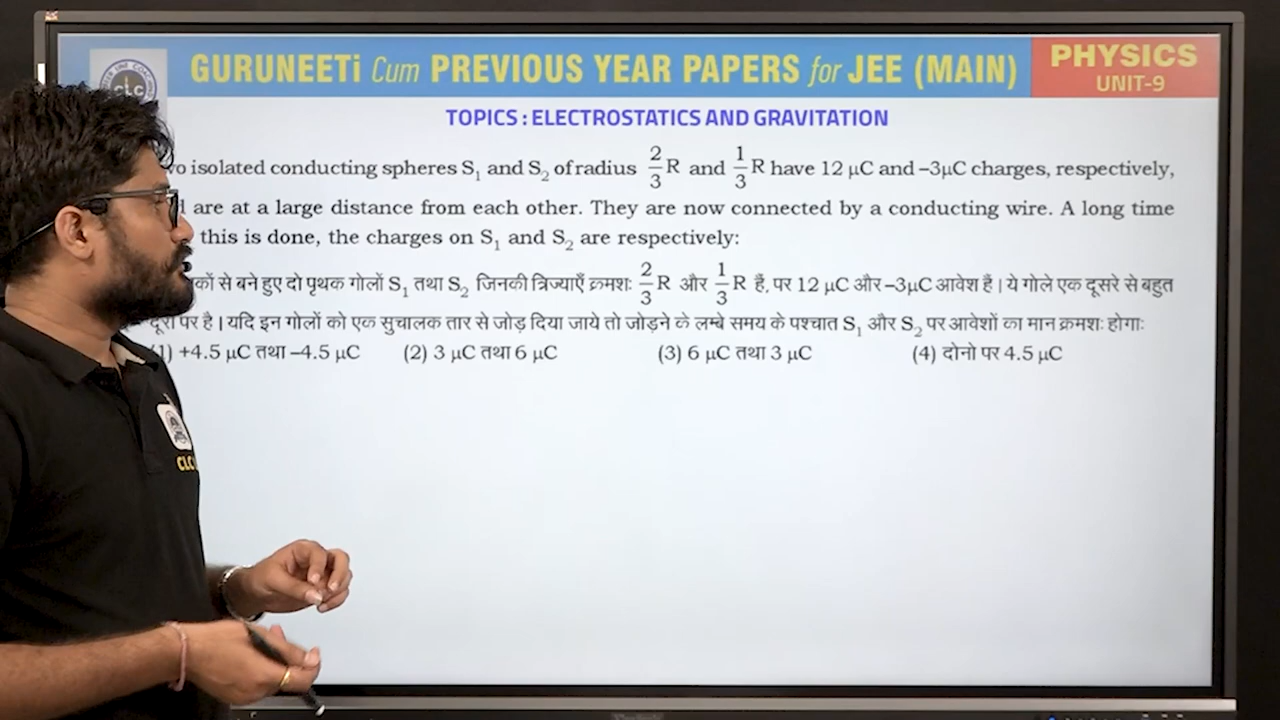 GURUNEETi Cum PREVIOUS YEAR PAPERS for JEE (MAIN)
PHYSICS
UNIT-9
CLC
TOPICS : ELECTROSTATICS AND GRAVITATION
isolated conducting spheres S₁ and S₂ of radius 2/3 R and 1/3 R have 12 μC and –3μC charges, respectively,
are at a large distance from each other. They are now connected by a conducting wire. A long time
this is done, the charges on S₁ and S₂ are respectively:
से बने हुए दो पृथक गोलों S₁ तथा S₂ जिनकी त्रिज्याएँ क्रमशः 2/3 R और 1/3 R हैं, पर 12 μC और –3μC आवेश हैं। ये गोले एक दूसरे से बहुत
पर है। यदि इन गोलों को एक सुचालक तार से जोड़ दिया जाये तो जोड़ने के लम्बे समय के पश्चात S₁ और S₂ पर आवेशों का मान क्रमशः होगाः
(1) +4.5 μC तथा –4.5 μC (2) 3 μC तथा 6 μC (3) 6 μC तथा 3 μC (4) दोनो पर 4.5 μC
CLC